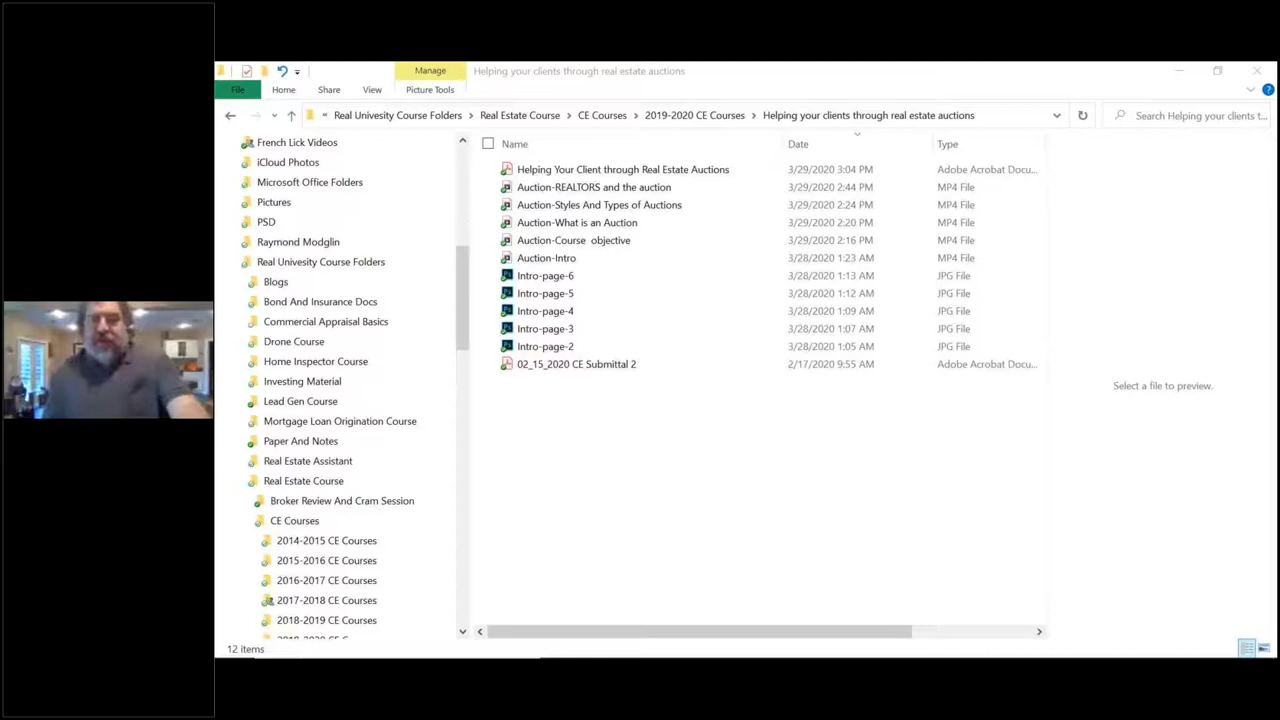 Manage
Helping your clients through real estate auctions
File
Home
Share
View
Picture Tools
« Real Univesity Course Folders > Real Estate Course > CE Courses > 2019-2020 CE Courses > Helping your clients through real estate auctions
Search Helping your clients t...
French Lick Videos
iCloud Photos
Microsoft Office Folders
Pictures
PSD
Raymond Modglin
Real Univesity Course Folders
Blogs
Bond And Insurance Docs
Commercial Appraisal Basics
Drone Course
Home Inspector Course
Investing Material
Lead Gen Course
Mortgage Loan Origination Course
Paper And Notes
Real Estate Assistant
Real Estate Course
Broker Review And Cram Session
CE Courses
2014-2015 CE Courses
2015-2016 CE Courses
2016-2017 CE Courses
2017-2018 CE Courses
2018-2019 CE Courses
Name Date Type
Helping Your Client through Real Estate Auctions 3/29/2020 3:04 PM Adobe Acrobat Docu...
Auction-REALTORS and the auction 3/29/2020 2:44 PM MP4 File
Auction-Styles And Types of Auctions 3/29/2020 2:24 PM MP4 File
Auction-What is an Auction 3/29/2020 2:20 PM MP4 File
Auction-Course objective 3/29/2020 2:16 PM MP4 File
Auction-Intro 3/28/2020 1:23 AM MP4 File
Intro-page-6 3/28/2020 1:13 AM JPG File
Intro-page-5 3/28/2020 1:12 AM JPG File
Intro-page-4 3/28/2020 1:09 AM JPG File
Intro-page-3 3/28/2020 1:07 AM JPG File
Intro-page-2 3/28/2020 1:05 AM JPG File
02_15_2020 CE Submittal 2 2/17/2020 9:55 AM Adobe Acrobat Docu...
Select a file to preview.
12 items